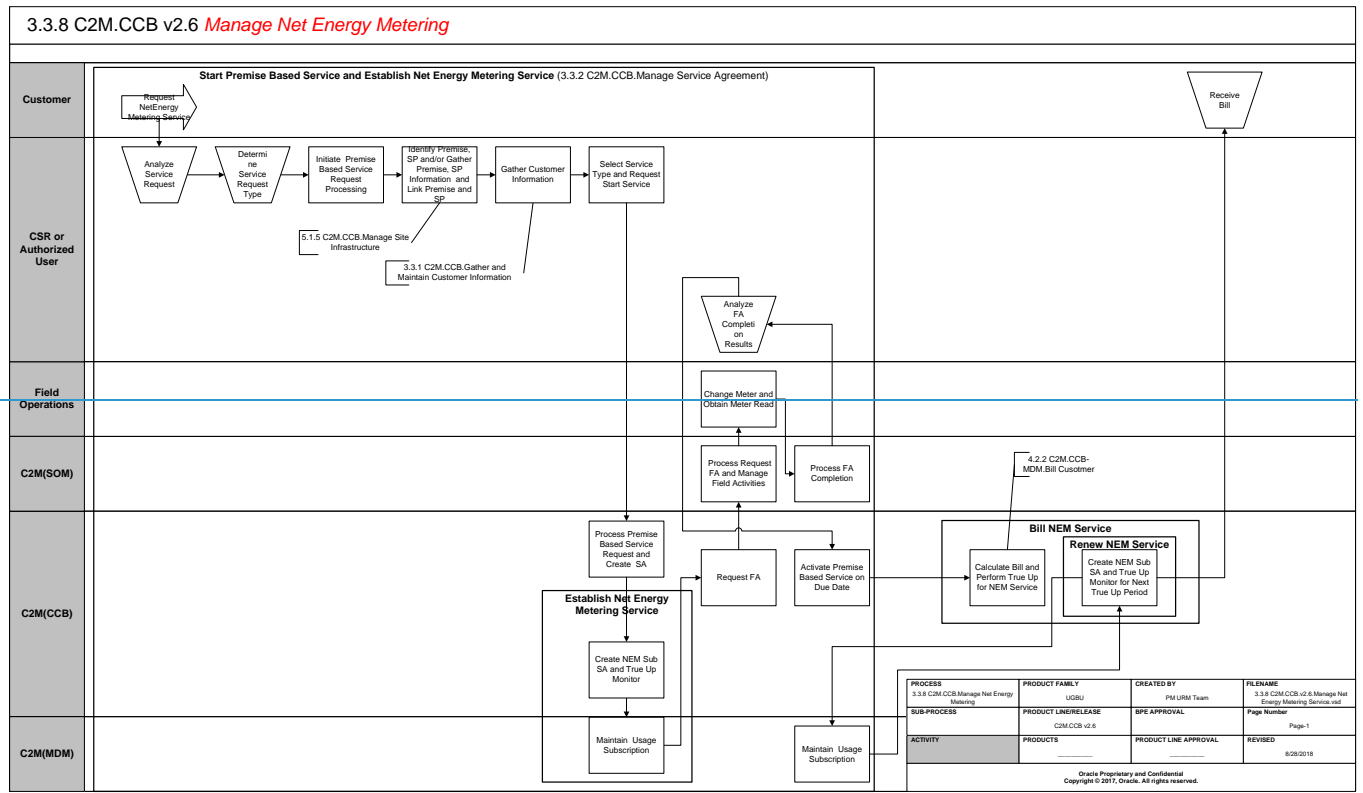 3.3.8 C2M.CCB v2.6 Manage Net Energy Metering
Start Premise Based Service and Establish Net Energy Metering Service (3.3.2 C2M.CCB.Manage Service Agreement)
Customer
Request
NetEnergy
Metering Service
Receive
Bill
CSR or
Authorized
User
Analyze
Service
Request
Determi
ne
Service
Request
Type
Initiate Premise
Based Service
Request
Processing
Identify Premise,
SP and/or Gather
Premise, SP
Information and
Link Premise and
SP
Gather Customer
Information
Select Service
Type and Request
Start Service
5.1.5 C2M.CCB.Manage Site
Infrastructure
3.3.1 C2M.CCB.Gather and
Maintain Customer Information
Analyze
FA
Completi
on
Results
Field
Operations
Change Meter and
Obtain Meter Read
C2M(SOM)
Process Request
FA and Manage
Field Activities
Process FA
Completion
4.2.2 C2M.CCB-
MDM.Bill Cusotmer
C2M(CCB)
Process Premise
Based Service
Request and
Create SA
Request FA
Activate Premise
Based Service on
Due Date
Bill NEM Service
Renew NEM Service
Calculate Bill and
Perform True Up
for NEM Service
Create NEM Sub
SA and True Up
Monitor for Next
True Up Period
Establish Net Energy
Metering Service
Create NEM Sub
SA and True Up
Monitor
C2M(MDM)
Maintain Usage
Subscription
Maintain Usage
Subscription
PROCESS
3.3.8 C2M.CCB.Manage Net Energy
Metering
PRODUCT FAMILY
UGBU
CREATED BY
PM URM Team
FILENAME
3.3.8 C2M.CCB.v2.6.Manage Net
Energy Metering Service.vsd
SUB-PROCESS
PRODUCT LINE/RELEASE
C2M.CCB v2.6
BPE APPROVAL
Page Number
Page-1
ACTIVITY
PRODUCTS
___________
PRODUCT LINE APPROVAL
___________
REVISED
8/28/2018
Oracle Proprietary and Confidential
Copyright © 2017, Oracle. All rights reserved.